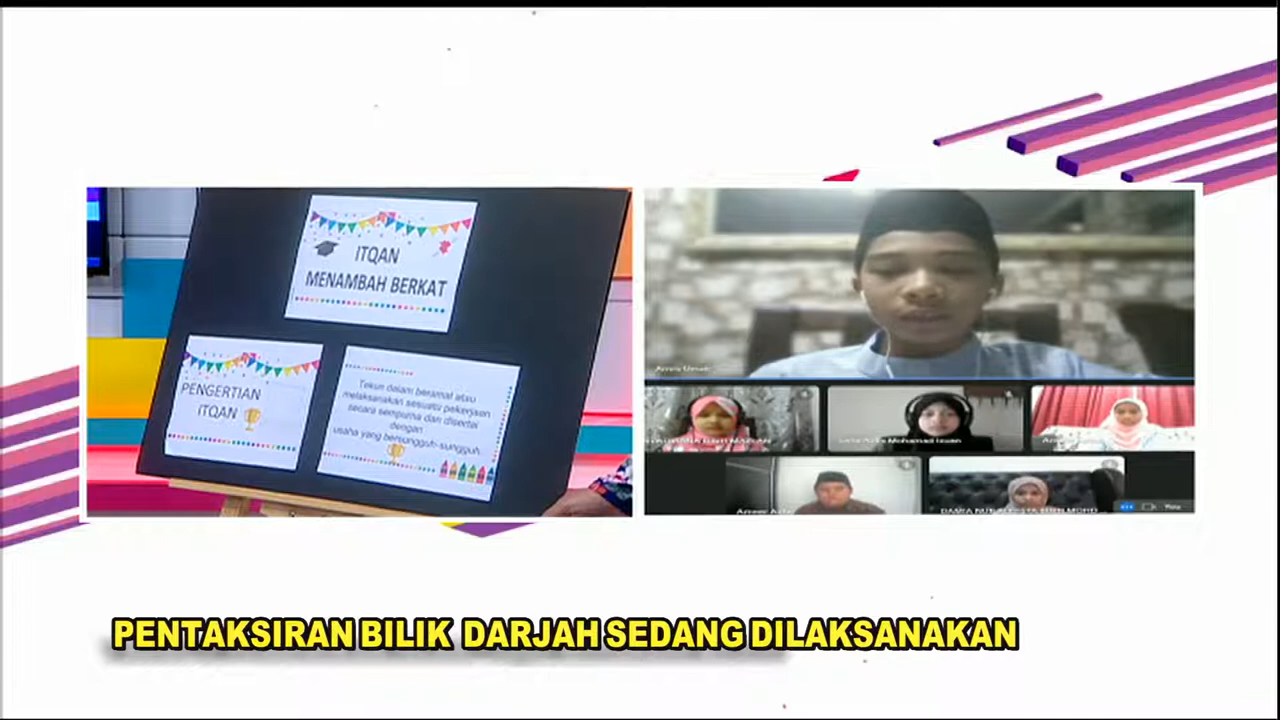 ITQAN
MENAMBAH BERKAT
PENGERTIAN
ITQAN
Tekun dalam beramal atau
melaksanakan sesuatu pekerjaan
secara sempurna dan disertai
dengan
usaha yang bersungguh-sungguh.
PENTAKSIRAN BILIK DARJAH SEDANG DILAKSANAKAN